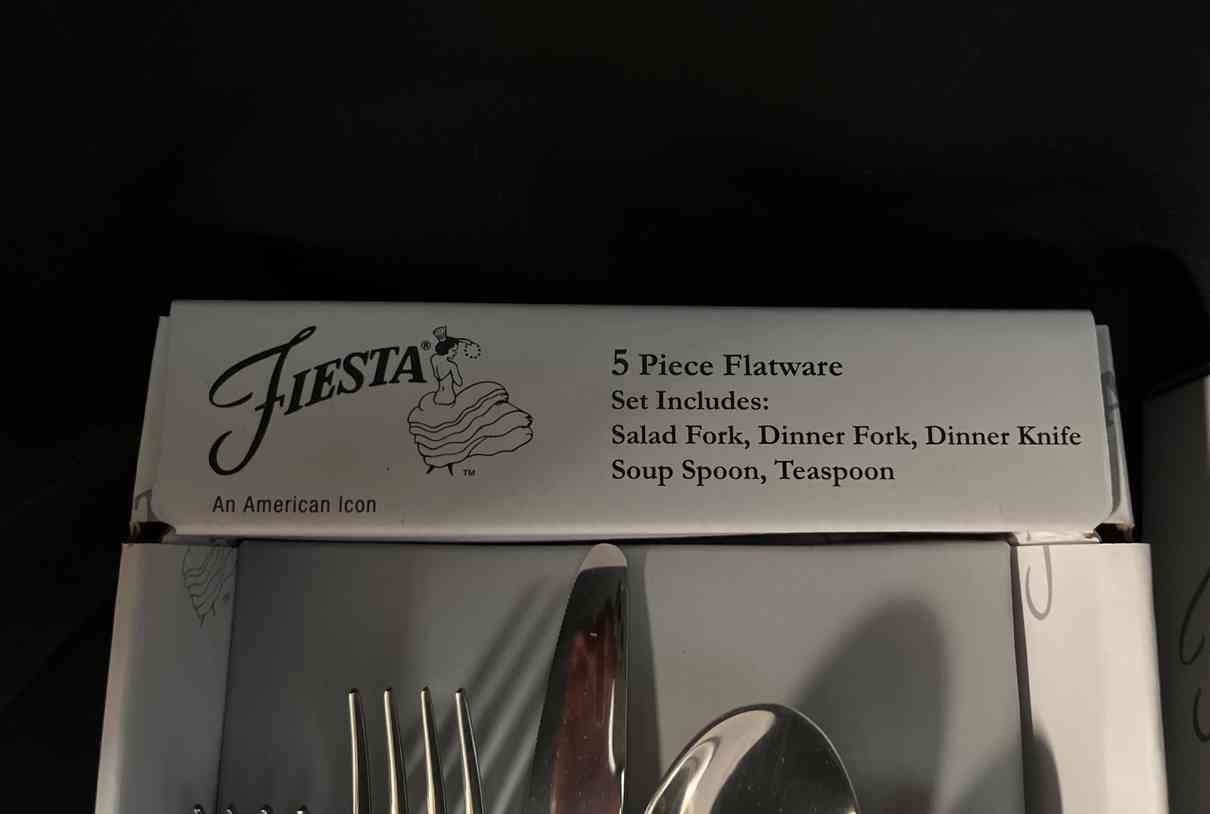 FIESTA®
TM
An American Icon
5 Piece Flatware
Set Includes:
Salad Fork, Dinner Fork, Dinner Knife
Soup Spoon, Teaspoon